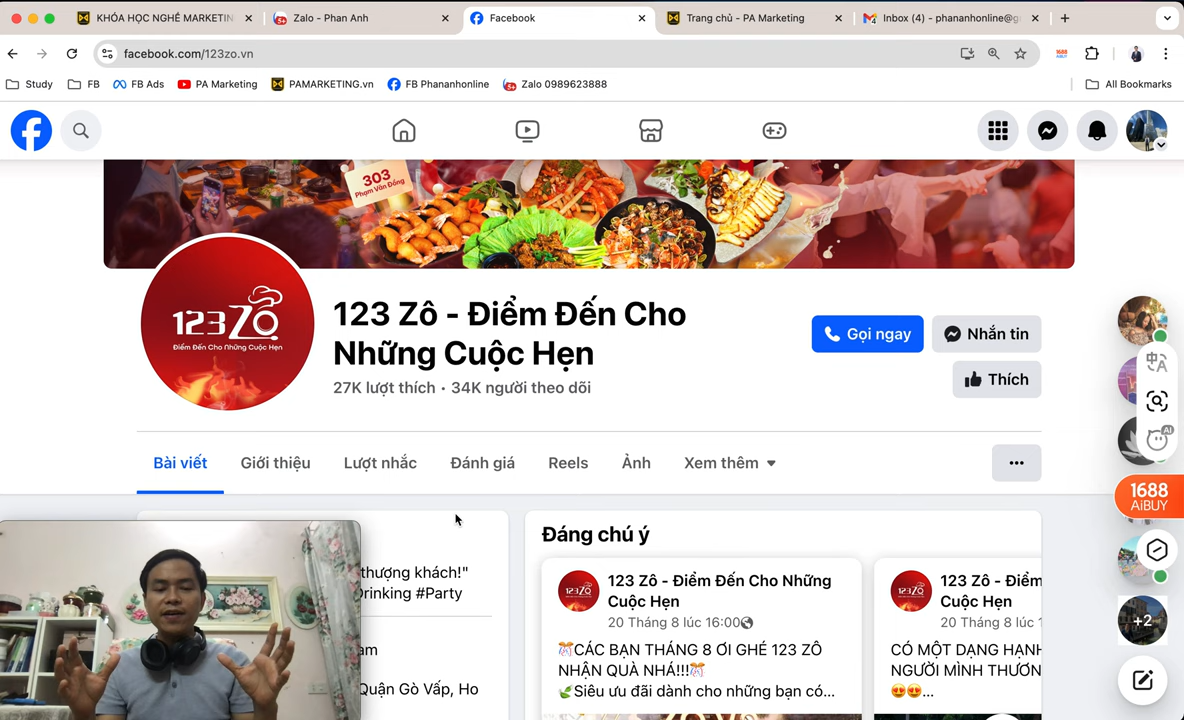 KHÓA HỌC NGHỀ MARKETIN
Zalo - Phan Anh
Facebook
Trang chủ - PA Marketing
Inbox (4) - phananhonline@g
facebook.com/123zo.vn
Study
FB
FB Ads
PA Marketing
PAMARKETING.vn
FB Phananhonline
Zalo 0989623888
All Bookmarks
303
Phạm Văn Đồng
123 ZÔ
Điểm Đến Cho Những Cuộc Hẹn
123 Zô - Điểm Đến Cho
Những Cuộc Hẹn
27K lượt thích • 34K người theo dõi
Gọi ngay
Nhắn tin
Thích
Bài viết
Giới thiệu
Lượt nhắc
Đánh giá
Reels
Ảnh
Xem thêm
1688
AiBUY
thượng khách!"
Drinking #Party
am
Quận Gò Vấp, Ho
Đáng chú ý
123 Zô - Điểm Đến Cho Những
Cuộc Hẹn
20 Tháng 8 lúc 16:00
CÁC BẠN THÁNG 8 ƠI GHÉ 123 ZÔ
NHẬN QUÀ NHÁ!!!
Siêu ưu đãi dành cho những bạn có...
123 Zô - Điểm
Cuộc Hẹn
20 Tháng 8 lúc 1
CÓ MỘT DẠNG HẠNH
NGƯỜI MÌNH THƯƠN
...
+2